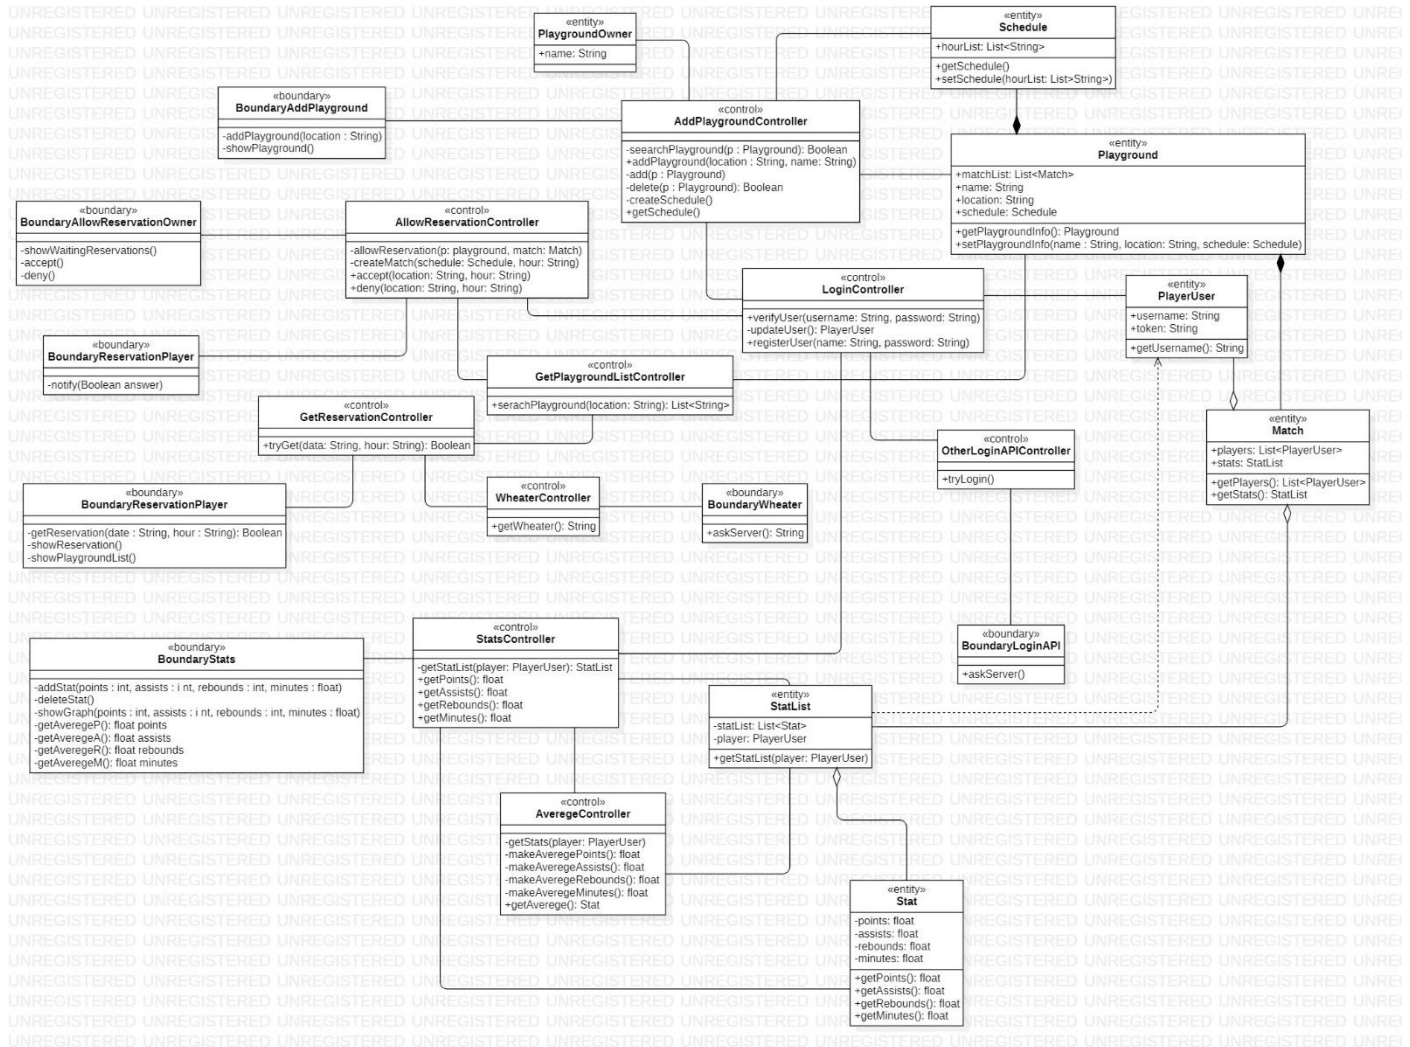 «entity»
PlaygroundOwner
+name: String
«entity»
Schedule
+hourList: List<String>
+getSchedule()
+setSchedule(hourList: List>String>)
«boundary»
BoundaryAddPlayground
-addPlayground(location : String)
-showPlayground()
«control»
AddPlaygroundController
-seearchPlayground(p : Playground): Boolean
+addPlayground(location : String, name: String)
-add(p : Playground)
-delete(p : Playground): Boolean
-createSchedule()
+getSchedule()
«entity»
Playground
+matchList: List<Match>
+name: String
+location: String
+schedule: Schedule
+getPlaygroundInfo(): Playground
+setPlaygroundInfo(name : String, location: String, schedule: Schedule)
«boundary»
BoundaryAllowReservationOwner
-showWaitingReservations()
-accept()
-deny()
«control»
AllowReservationController
-allowReservation(p: playground, match: Match)
-createMatch(schedule: Schedule, hour: String)
+accept(location: String, hour: String)
+deny(location: String, hour: String)
«control»
LoginController
+verifyUser(username: String, password: String)
-updateUser(): PlayerUser
+registerUser(name: String, password: String)
«entity»
PlayerUser
+username: String
+token: String
+getUsername(): String
«boundary»
BoundaryReservationPlayer
-notify(Boolean answer)
«control»
GetPlaygroundListController
+serachPlayground(location: String): List<String>
«control»
GetReservationController
+tryGet(data: String, hour: String): Boolean
«entity»
Match
+players: List<PlayerUser>
+stats: StatList
+getPlayers(): List<PlayerUser>
+getStats(): StatList
«control»
OtherLoginAPIController
+tryLogin()
«boundary»
BoundaryReservationPlayer
-getReservation(date : String, hour : String): Boolean
-showReservation()
-showPlaygroundList()
«control»
WheaterController
+getWheater(): String
«boundary»
BoundaryWheater
+askServer(): String
«boundary»
BoundaryLoginAPI
+askServer()
«boundary»
BoundaryStats
-addStat(points : int, assists : i nt, rebounds : int, minutes : float)
-deleteStat()
-showGraph(points : int, assists : i nt, rebounds : int, minutes : float)
-getAveregeP(): float points
-getAveregeA(): float assists
-getAveregeR(): float rebounds
-getAveregeM(): float minutes
«control»
StatsController
-getStatList(player: PlayerUser): StatList
+getPoints(): float
+getAssists(): float
+getRebounds(): float
+getMinutes(): float
«entity»
StatList
-statList: List<Stat>
-player: PlayerUser
+getStatList(player: PlayerUser)
«control»
AveregeController
-getStats(player: PlayerUser)
-makeAveregePoints(): float
-makeAveregeAssists(): float
-makeAveregeRebounds(): float
-makeAveregeMinutes(): float
+getAverege(): Stat
«entity»
Stat
-points: float
-assists: float
-rebounds: float
-minutes: float
+getPoints(): float
+getAssists(): float
+getRebounds(): float
+getMinutes(): float